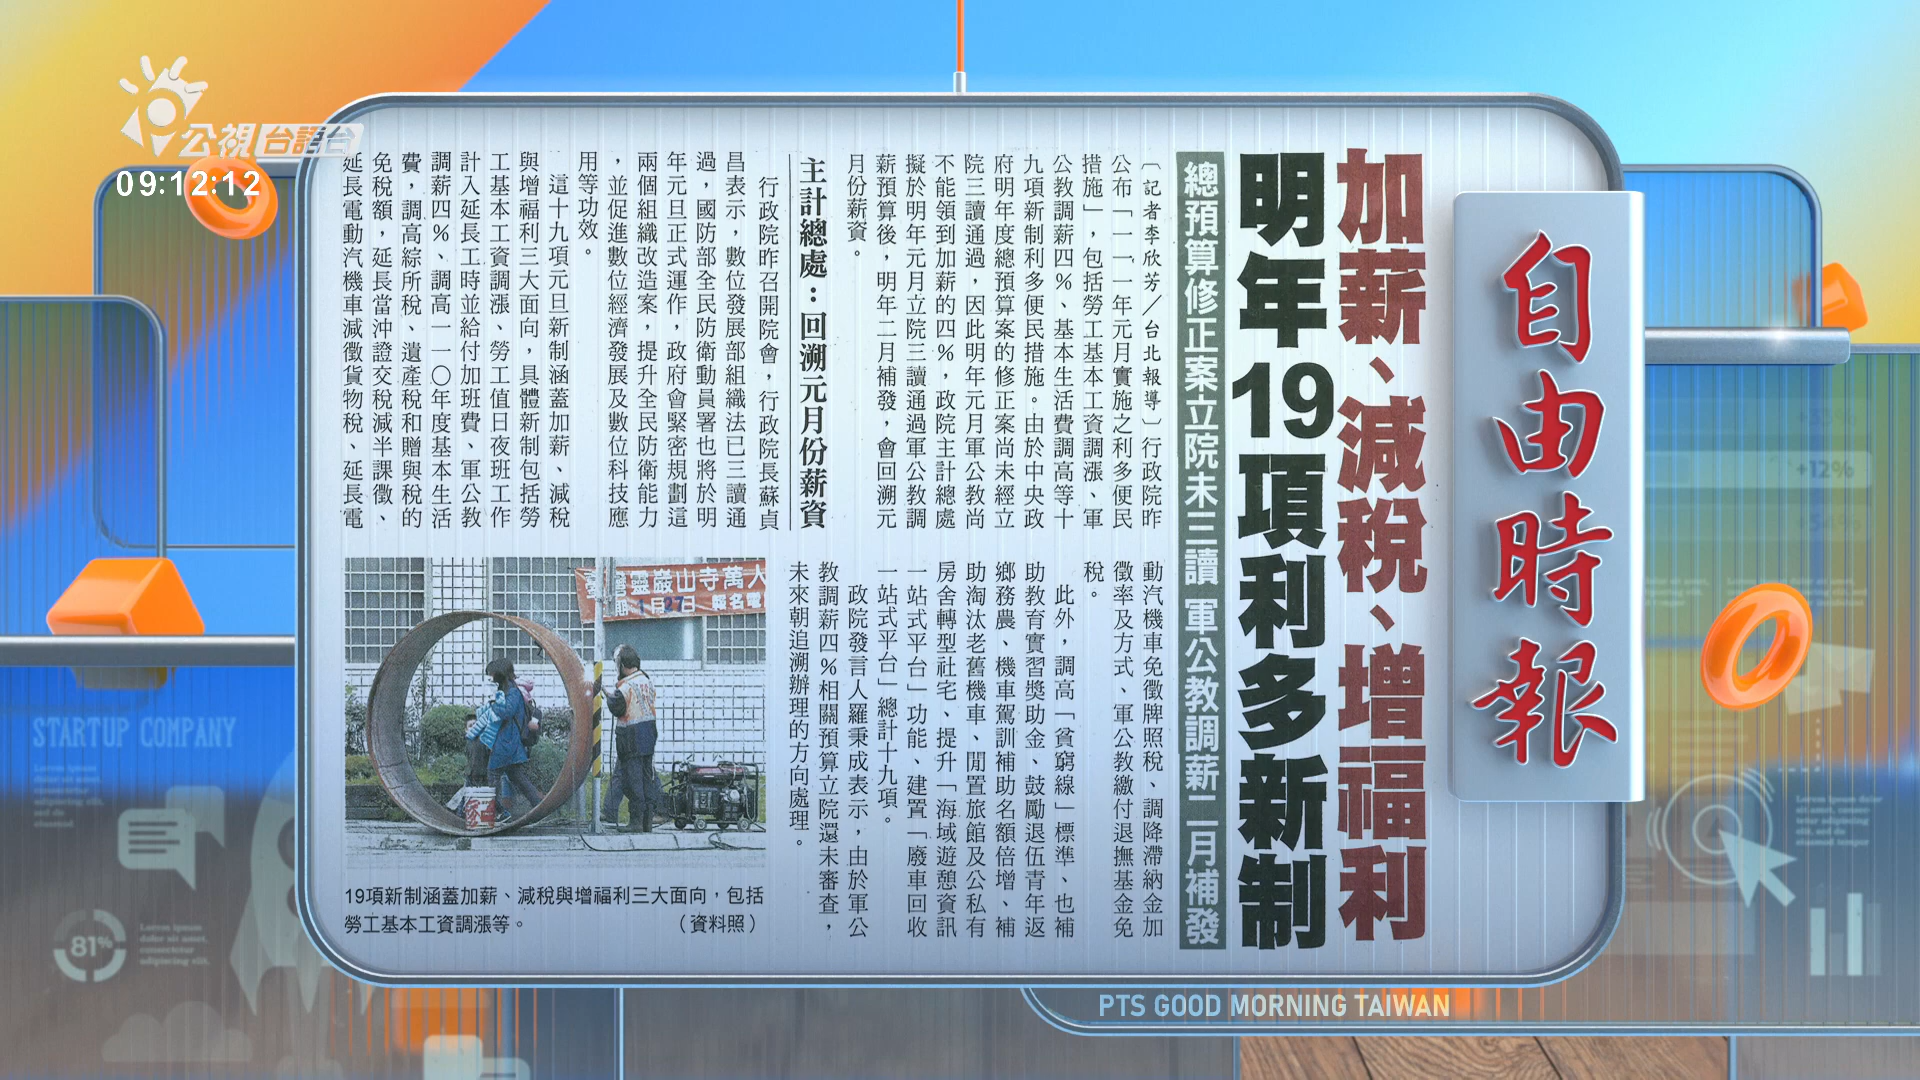 公視台語台
09:12:12
自由時報
加薪、減稅、增福利
明年19項利多新制
總預算修正案立院未三讀 軍公教調薪二月補發
〔記者李欣芳／台北報導〕行政院昨
公布「一一一年元月實施之利多便民
措施」，包括勞工基本工資調漲、軍
公教調薪四％、基本生活費調高等十
九項新制利多便民措施。由於中央政
府明年度總預算案的修正案尚未經立
院三讀通過，因此明年元月軍公教尚
不能領到加薪的四％，政院主計總處
擬於明年元月立院三讀通過軍公教調
薪預算後，明年二月補發，會回溯元
月份薪資。
主計總處：回溯元月份薪資
行政院昨召開院會，行政院長蘇貞
昌表示，數位發展部組織法已三讀通
過，國防部全民防衛動員署也將於明
年元旦正式運作，政府會緊密規劃這
兩個組織改造案，提升全民防衛能力
，並促進數位經濟發展及數位科技應
用等功效。
這十九項元旦新制涵蓋加薪、減稅
與增福利三大面向，具體新制包括勞
工基本工資調漲、勞工值日夜班工作
計入延長工時並給付加班費、軍公教
調薪四％、調高一一〇年度基本生活
費，調高綜所稅、遺產稅和贈與稅的
免稅額，延長當沖證交稅減半課徵、
延長電動汽機車減徵貨物稅、延長電
動汽機車免徵牌照稅、調降滯納金加
徵率及方式、軍公教繳付退撫基金免
稅。
此外，調高「貧窮線」標準、也補
助教育實習獎助金、鼓勵退伍青年返
鄉務農、機車駕訓補助名額倍增、補
助淘汰老舊機車、閒置旅館及公私有
房舍轉型社宅、提升「海域遊憩資訊
一站式平台」功能、建置「廢車回收
一站式平台」總計十九項。
政院發言人羅秉成表示，由於軍公
教調薪四％相關預算立院還未審查，
未來朝追溯辦理的方向處理。
臺灣靈巖山寺萬人
1月27日 報名電
19項新制涵蓋加薪、減稅與增福利三大面向，包括
勞工基本工資調漲等。（資料照）
STARTUP COMPANY
81%
+12%
PTS GOOD MORNING TAIWAN